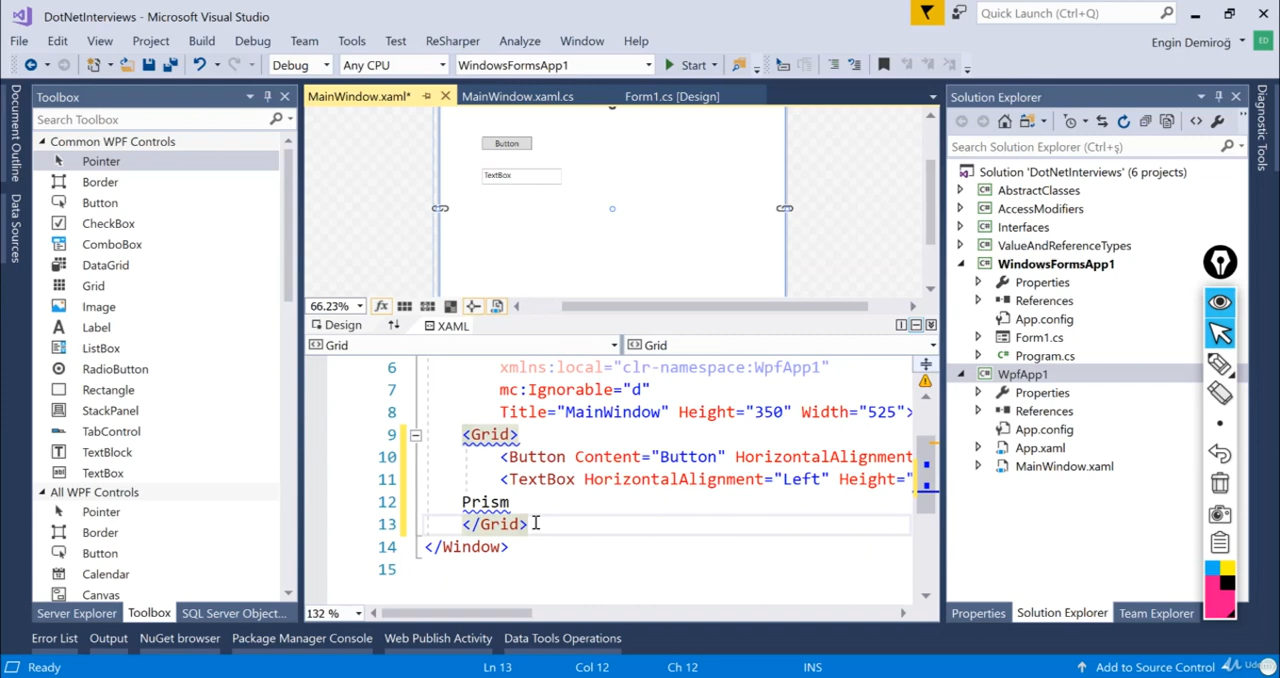 DotNetInterviews - Microsoft Visual Studio
Quick Launch (Ctrl+Q)
File Edit View Project Build Debug Team Tools Test ReSharper Analyze Window Help
Engin Demiroğ ED
Debug Any CPU WindowsFormsApp1 Start
Document Outline
Data Sources
Toolbox
Search Toolbox
Common WPF Controls
Pointer
Border
Button
CheckBox
ComboBox
DataGrid
Grid
Image
Label
ListBox
RadioButton
Rectangle
StackPanel
TabControl
TextBlock
TextBox
All WPF Controls
Pointer
Border
Button
Calendar
Canvas
Server Explorer Toolbox SQL Server Object...
MainWindow.xaml* MainWindow.xaml.cs Form1.cs [Design]
Button
TextBox
66.23% fx
Design XAML
Grid Grid
6 xmlns:local="clr-namespace:WpfApp1"
7 mc:Ignorable="d"
8 Title="MainWindow" Height="350" Width="525">
9 <Grid>
10 <Button Content="Button" HorizontalAlignment
11 <TextBox HorizontalAlignment="Left" Height="
12 Prism
13 </Grid>
14 </Window>
15
132 %
Solution Explorer
Search Solution Explorer (Ctrl+ş)
Solution 'DotNetInterviews' (6 projects)
AbstractClasses
AccessModifiers
Interfaces
ValueAndReferenceTypes
WindowsFormsApp1
Properties
References
App.config
Form1.cs
Program.cs
WpfApp1
Properties
References
App.config
App.xaml
MainWindow.xaml
Properties Solution Explorer Team Explorer
Diagnostic Tools
Error List Output NuGet browser Package Manager Console Web Publish Activity Data Tools Operations
Ready Ln 13 Col 12 Ch 12 INS Add to Source Control
Udemy